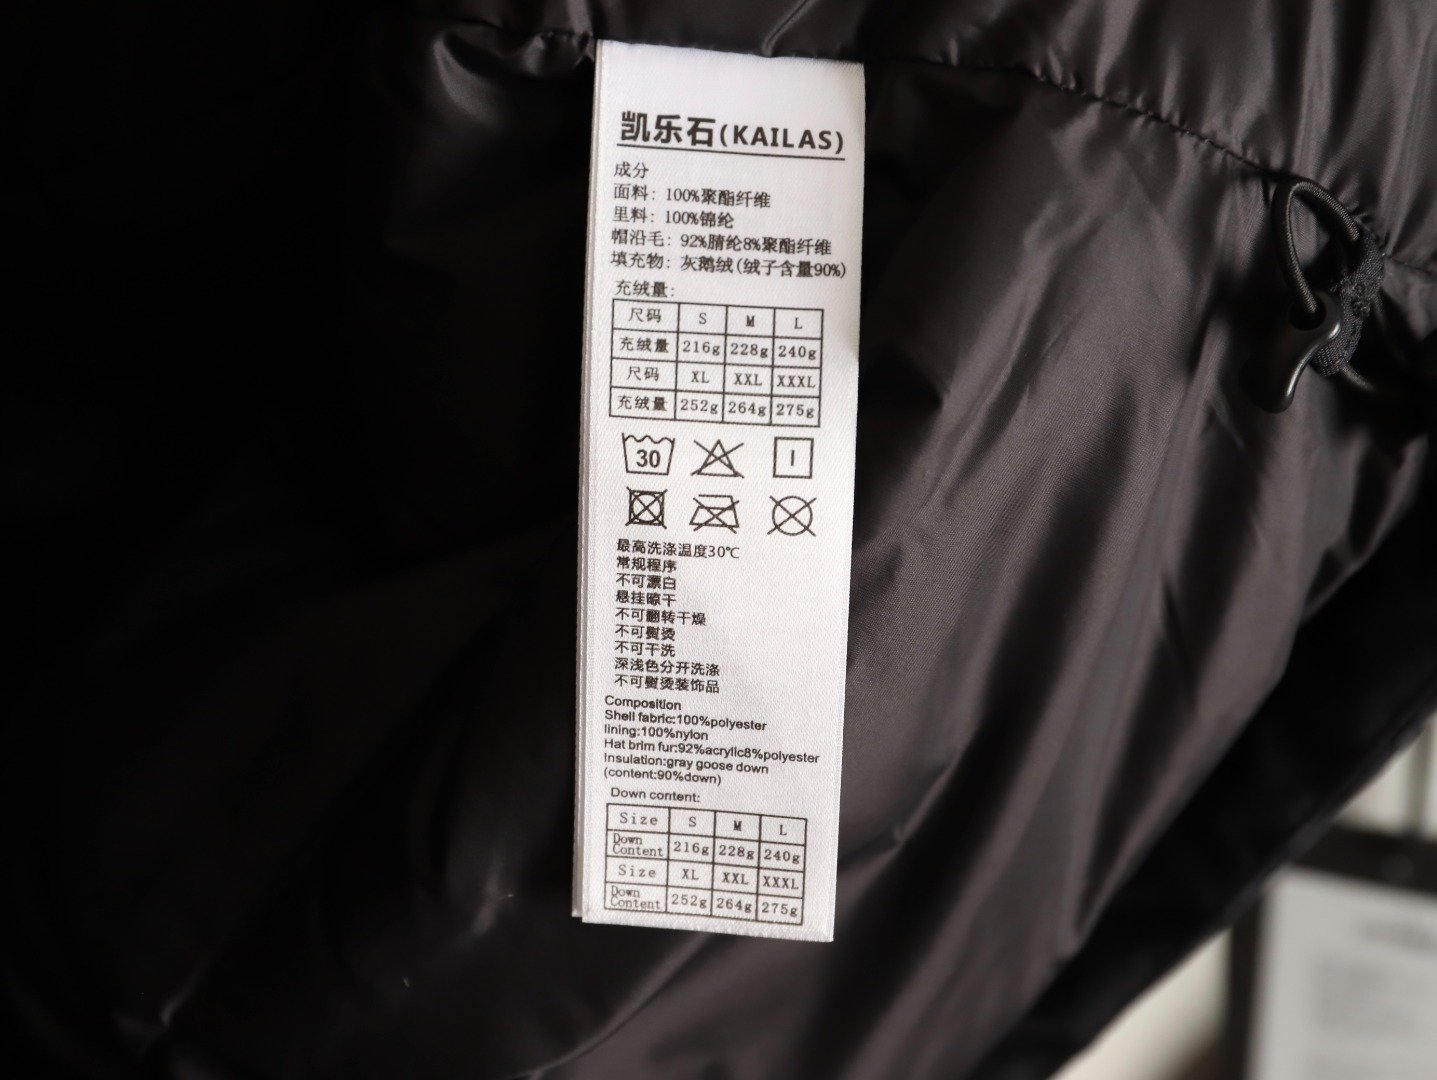 凯乐石(KAILAS)
成分
面料: 100%聚酯纤维
里料: 100%锦纶
帽沿毛: 92%腈纶8%聚酯纤维
填充物: 灰鹅绒(绒子含量90%)
充绒量:
尺码 S M L
充绒量 216g 228g 240g
尺码 XL XXL XXXL
充绒量 252g 264g 275g
30
最高洗涤温度30℃
常规程序
不可漂白
悬挂晾干
不可翻转干燥
不可熨烫
不可干洗
深浅色分开洗涤
不可熨烫装饰品
Composition
Shell fabric:100%polyester
lining:100%nylon
Hat brim fur:92%acrylic8%polyester
Insulation:gray goose down
(content:90%down)
Down content:
Size S M L
Down Content 216g 228g 240g
Size XL XXL XXXL
Down Content 252g 264g 275g